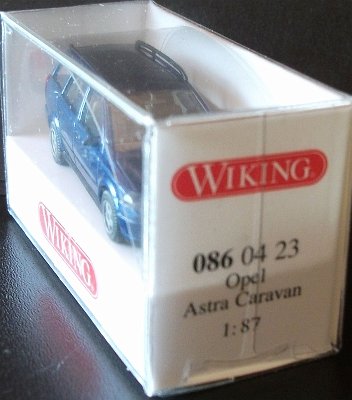 WIKING
WIKING
086 04 23
Opel
Astra Caravan
1:87